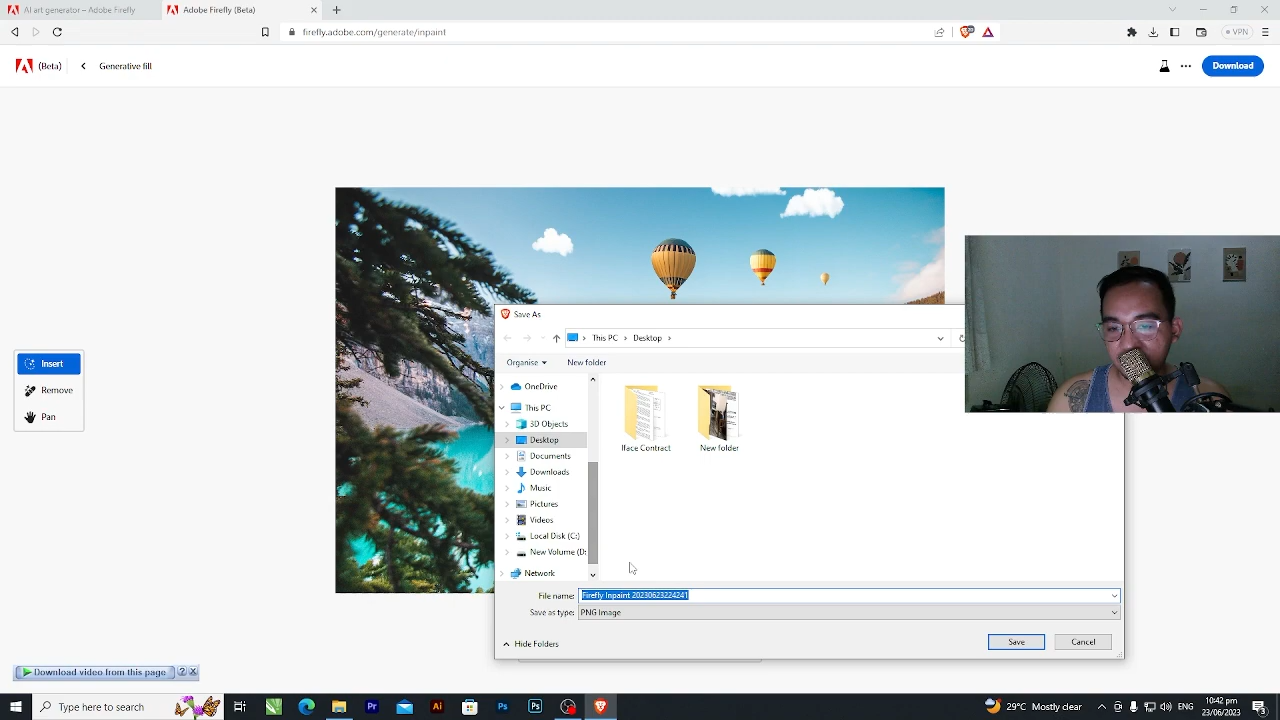 AI art generator – Adobe Firefly
Adobe Firefly (Beta)
firefly.adobe.com/generate/inpaint
VPN
(Beta)
Generative fill
Download
Insert
Remove
Pan
Save As
This PC
Desktop
Organise
New folder
OneDrive
This PC
3D Objects
Desktop
Documents
Downloads
Music
Pictures
Videos
Local Disk (C:)
New Volume (D:
Network
Iface Contract
New folder
File name:
Firefly Inpaint 20230623224241
Save as type:
PNG Image
Hide Folders
Save
Cancel
Download video from this page
?
X
Type here to search
Pr
Ai
Ps
Ps
29°C Mostly clear
ENG
10:42 pm
23/06/2023